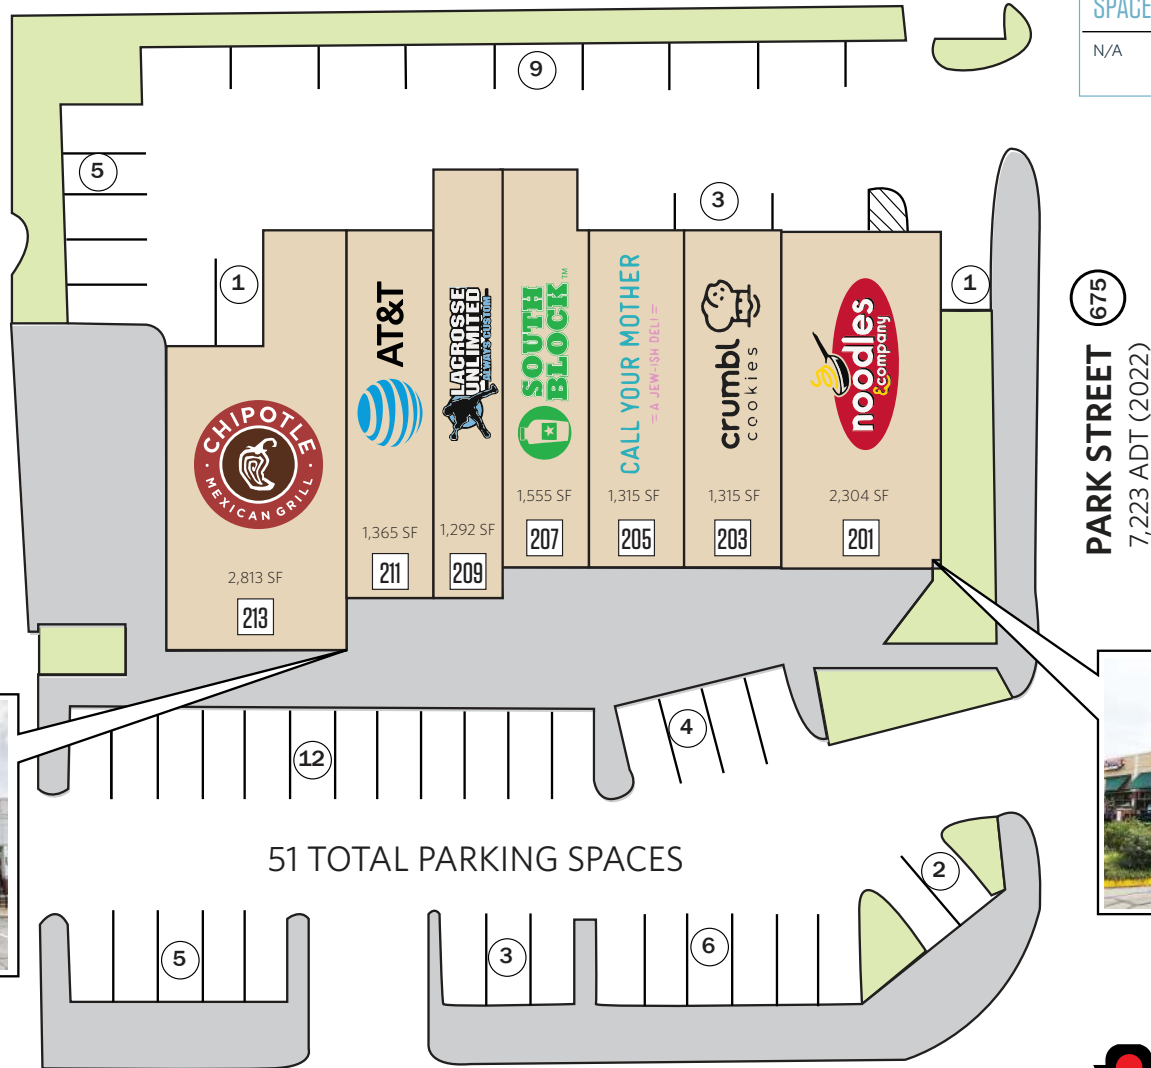 SPACE
N/A
9
5
3
1
1
675
PARK STREET
7,223 ADT (2022)
CHIPOTLE
MEXICAN GRILL
2,813 SF
213
AT&T
1,365 SF
211
LACROSSE
UNLIMITED
ALWAYS CUSTOM
1,292 SF
209
SOUTH
BLOCK™
1,555 SF
207
CALL YOUR MOTHER
=A JEW-ISH DELI=
1,315 SF
205
crumbl
cookies
1,315 SF
203
noodles
&company
2,304 SF
201
12
4
51 TOTAL PARKING SPACES
2
5
3
6